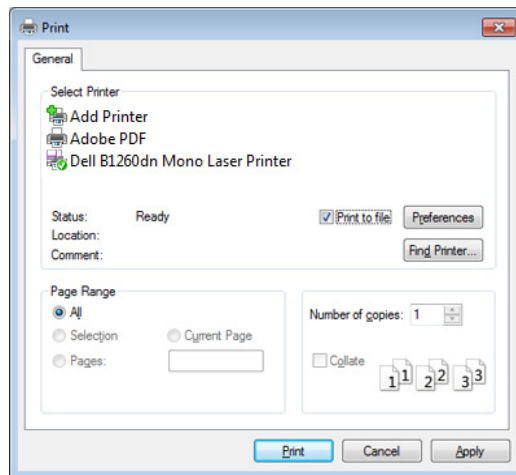 Print
General
Select Printer
Add Printer
Adobe PDF
Dell B1260dn Mono Laser Printer
Status: Ready
Print to file
Preferences
Location:
Comment:
Find Printer...
Page Range
All
Selection
Current Page
Pages:
Number of copies: 1
Collate
1 1 2 2 3 3
Print
Cancel
Apply